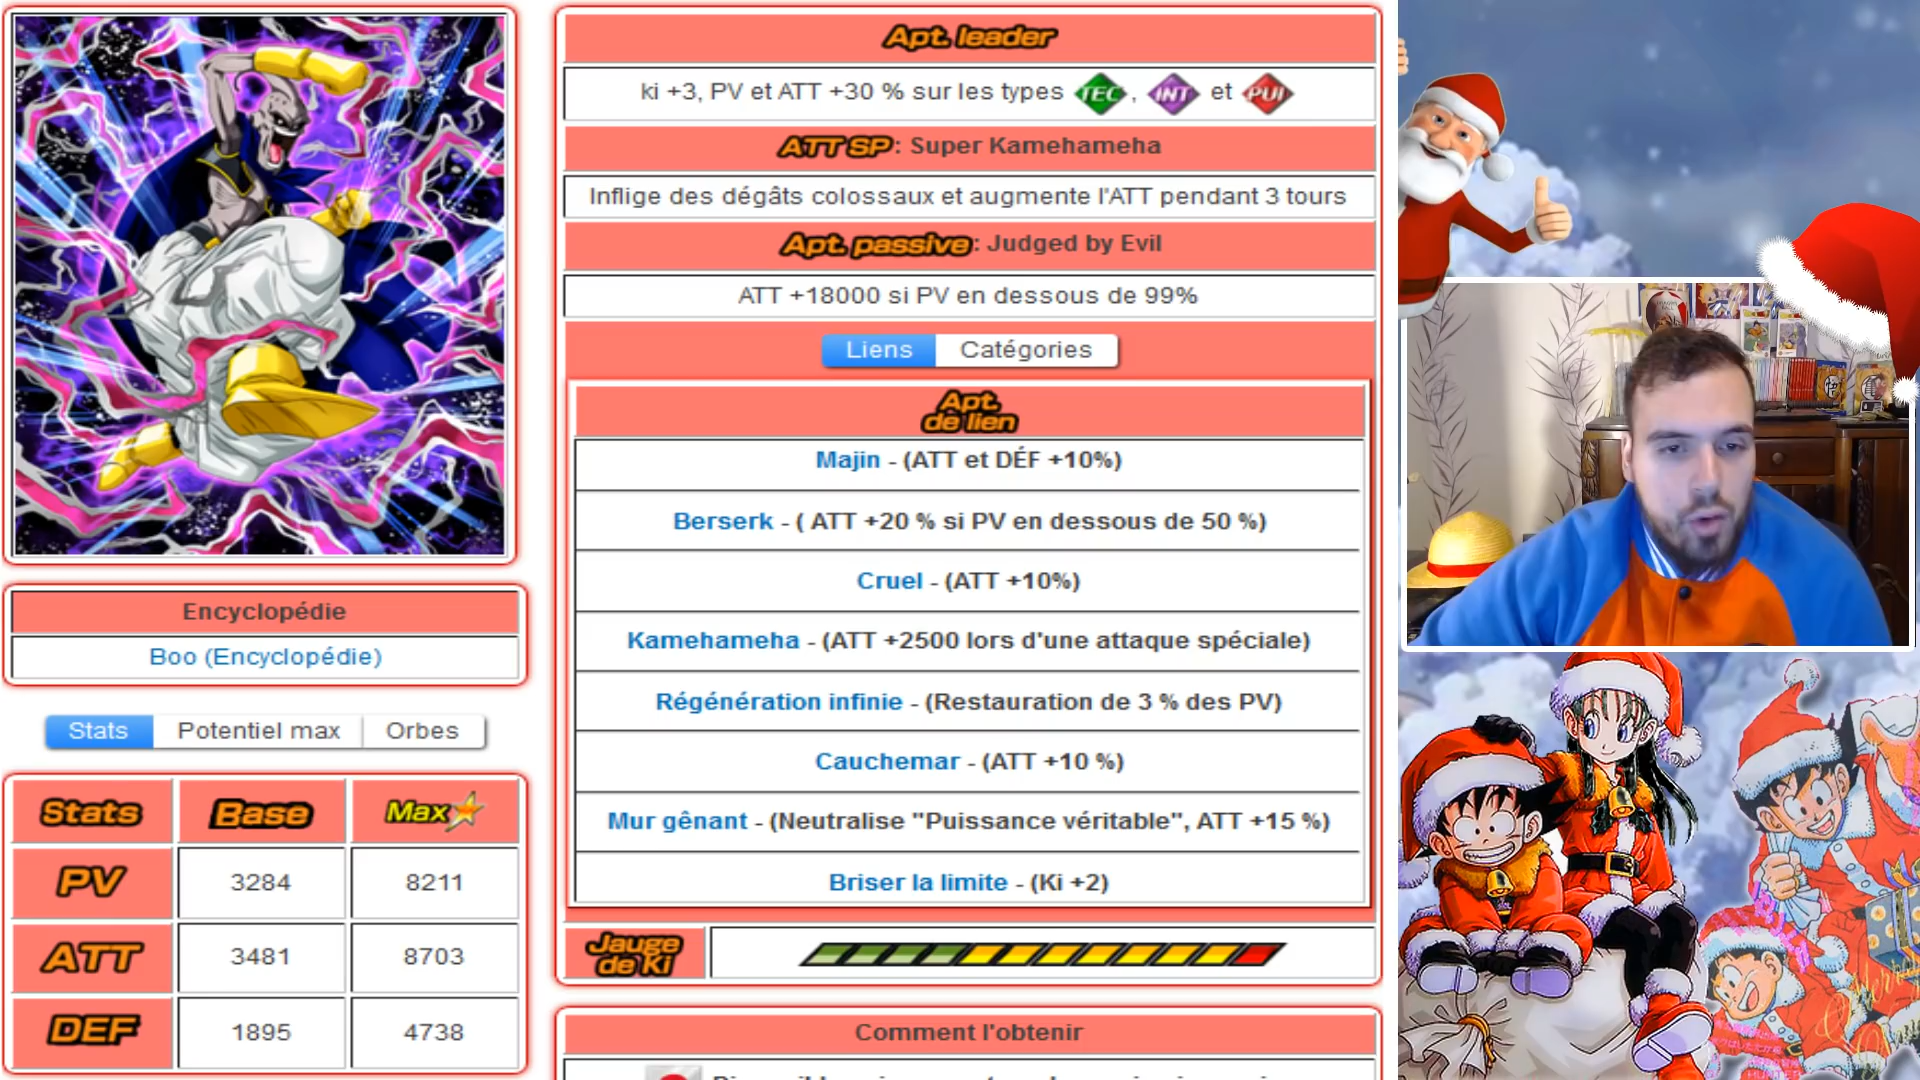 Apt. leader
ki +3, PV et ATT +30 % sur les types TEC , INT et PUI
ATT SP : Super Kamehameha
Inflige des dégâts colossaux et augmente l'ATT pendant 3 tours
Apt. passive : Judged by Evil
ATT +18000 si PV en dessous de 99%
Liens Catégories
Apt.
de lien
Majin - (ATT et DÉF +10%)
Berserk - ( ATT +20 % si PV en dessous de 50 %)
Cruel - (ATT +10%)
Kamehameha - (ATT +2500 lors d'une attaque spéciale)
Régénération infinie - (Restauration de 3 % des PV)
Cauchemar - (ATT +10 %)
Mur gênant - (Neutralise "Puissance véritable", ATT +15 %)
Briser la limite - (Ki +2)
Jauge
de Ki
Comment l'obtenir
Encyclopédie
Boo (Encyclopédie)
Stats Potentiel max Orbes
Stats Base Max
PV 3284 8211
ATT 3481 8703
DEF 1895 4738